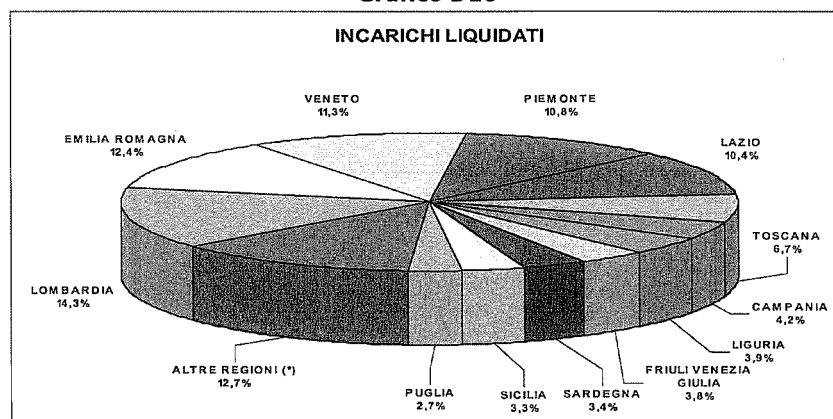 INCARICHI LIQUIDATI
VENETO
11,3%
PIEMONTE
10,8%
EMILIA ROMAGNA
12,4%
LAZIO
10,4%
TOSCANA
6,7%
LOMBARDIA
14,3%
CAMPANIA
4,2%
LIGURIA
3,9%
ALTRE REGIONI (*)
12,7%
PUGLIA
2,7%
SICILIA
3,3%
SARDEGNA
3,4%
FRIULI VENEZIA
GIULIA
3,8%